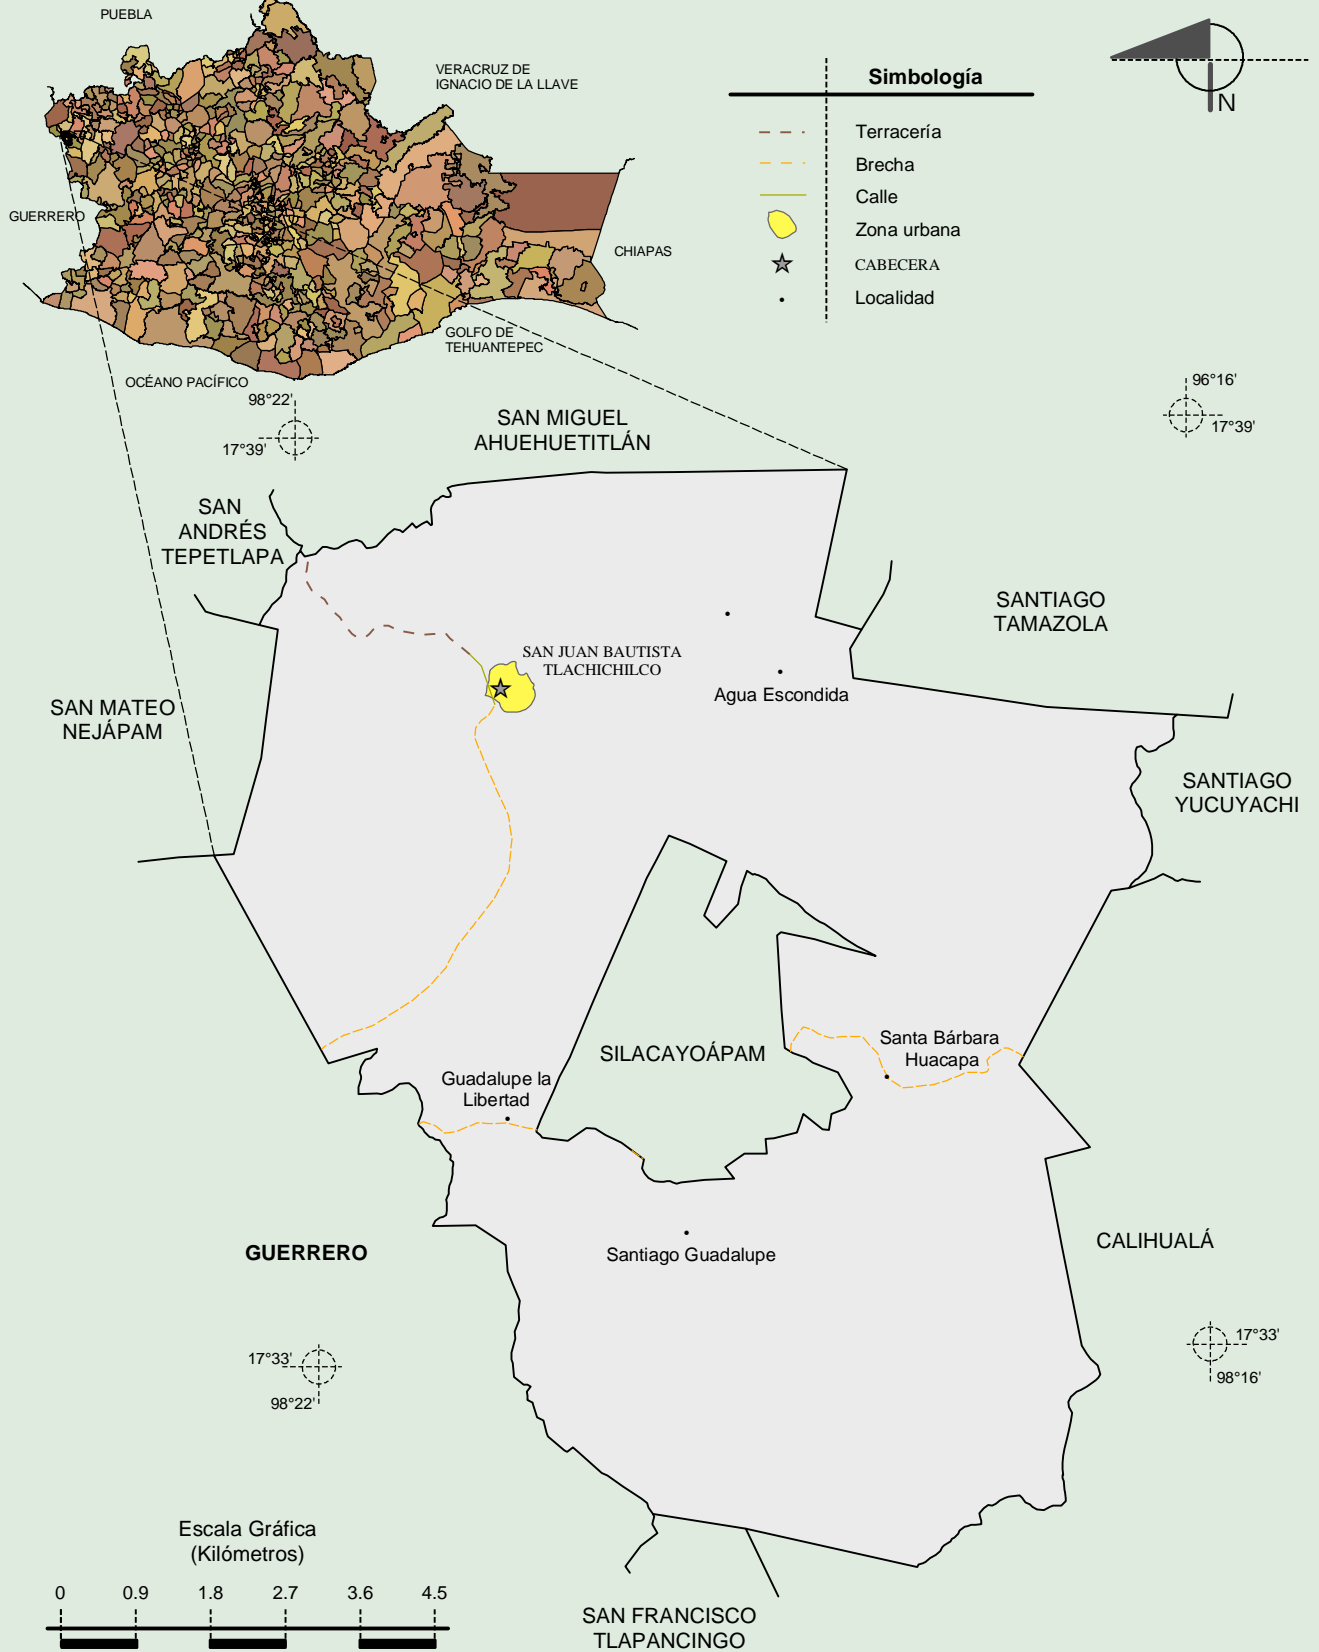 PUEBLA
VERACRUZ DE
IGNACIO DE LA LLAVE
GUERRERO
CHIAPAS
GOLFO DE
TEHUANTEPEC
OCÉANO PACÍFICO
Simbología
Terracería
Brecha
Calle
Zona urbana
CABECERA
Localidad
N
98°22'
17°39'
96°16'
17°39'
SAN MIGUEL
AHUEHUETITLÁN
SAN
ANDRÉS
TEPETLAPA
SANTIAGO
TAMAZOLA
SAN JUAN BAUTISTA
TLACHICHILCO
Agua Escondida
SAN MATEO
NEJÁPAM
SANTIAGO
YUCUYACHI
SILACAYOÁPAM
Santa Bárbara
Huacapa
Guadalupe la
Libertad
GUERRERO
Santiago Guadalupe
CALIHUALÁ
17°33'
98°22'
17°33'
98°16'
Escala Gráfica
(Kilómetros)
0 0.9 1.8 2.7 3.6 4.5
SAN FRANCISCO
TLAPANCINGO